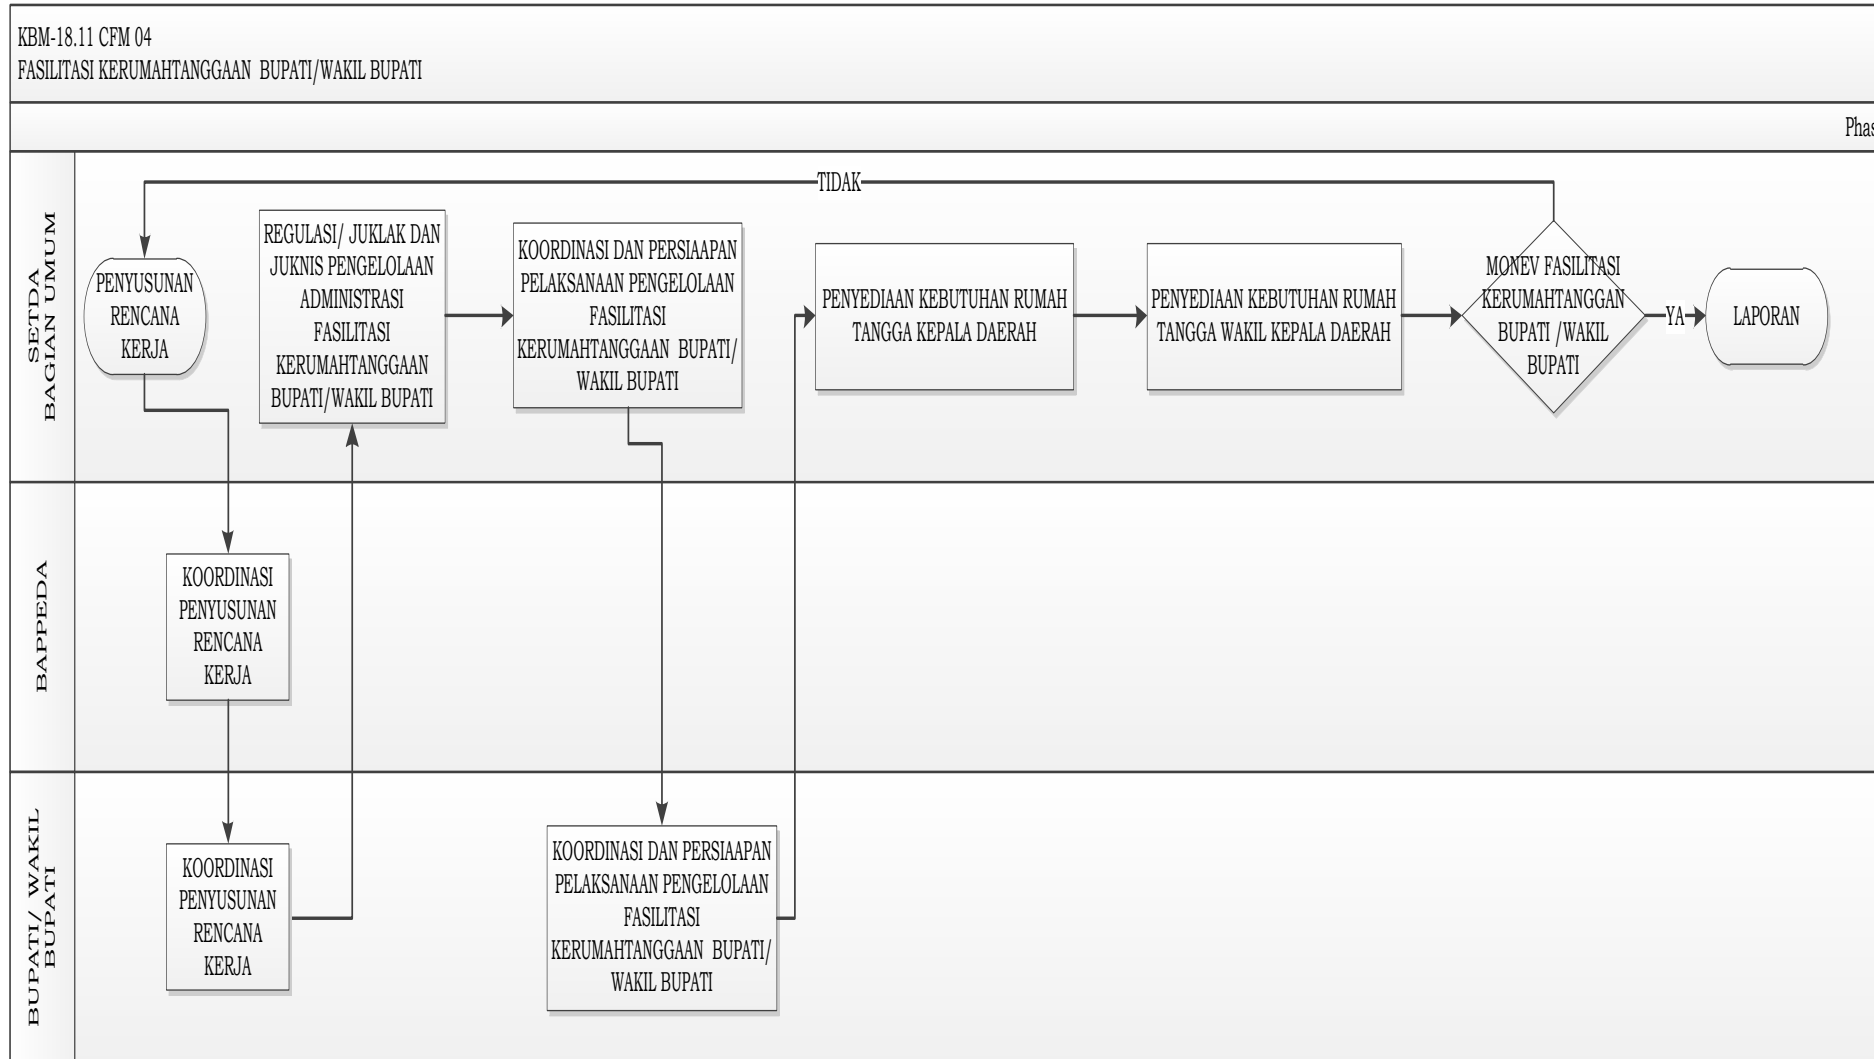 KBM-18.11 CFM 04
FASILITASI KERUMAHTANGGAAN BUPATI/WAKIL BUPATI
Phas
SETDA
BAGIAN UMUM
TIDAK
PENYUSUNAN
RENCANA
KERJA
REGULASI/ JUKLAK DAN
JUKNIS PENGELOLAAN
ADMINISTRASI
FASILITASI
KERUMAHTANGGAAN
BUPATI/WAKIL BUPATI
KOORDINASI DAN PERSIAAPAN
PELAKSANAAN PENGELOLAAN
FASILITASI
KERUMAHTANGGAAN BUPATI/
WAKIL BUPATI
PENYEDIAAN KEBUTUHAN RUMAH
TANGGA KEPALA DAERAH
PENYEDIAAN KEBUTUHAN RUMAH
TANGGA WAKIL KEPALA DAERAH
MONEV FASILITASI
KERUMAHTANGGAN
BUPATI /WAKIL
BUPATI
YA
LAPORAN
BAPPEDA
KOORDINASI
PENYUSUNAN
RENCANA
KERJA
BUPATI/ WAKIL
BUPATI
KOORDINASI
PENYUSUNAN
RENCANA
KERJA
KOORDINASI DAN PERSIAAPAN
PELAKSANAAN PENGELOLAAN
FASILITASI
KERUMAHTANGGAAN BUPATI/
WAKIL BUPATI